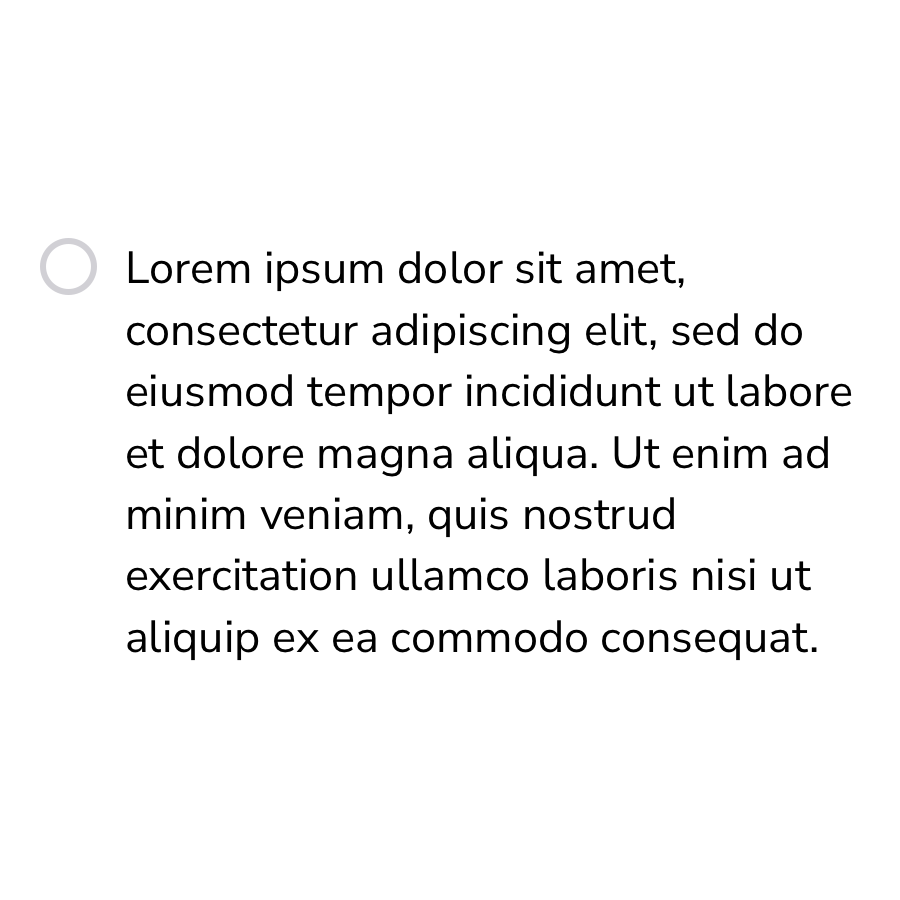 Lorem ipsum dolor sit amet,
consectetur adipiscing elit, sed do
eiusmod tempor incididunt ut labore
et dolore magna aliqua. Ut enim ad
minim veniam, quis nostrud
exercitation ullamco laboris nisi ut
aliquip ex ea commodo consequat.